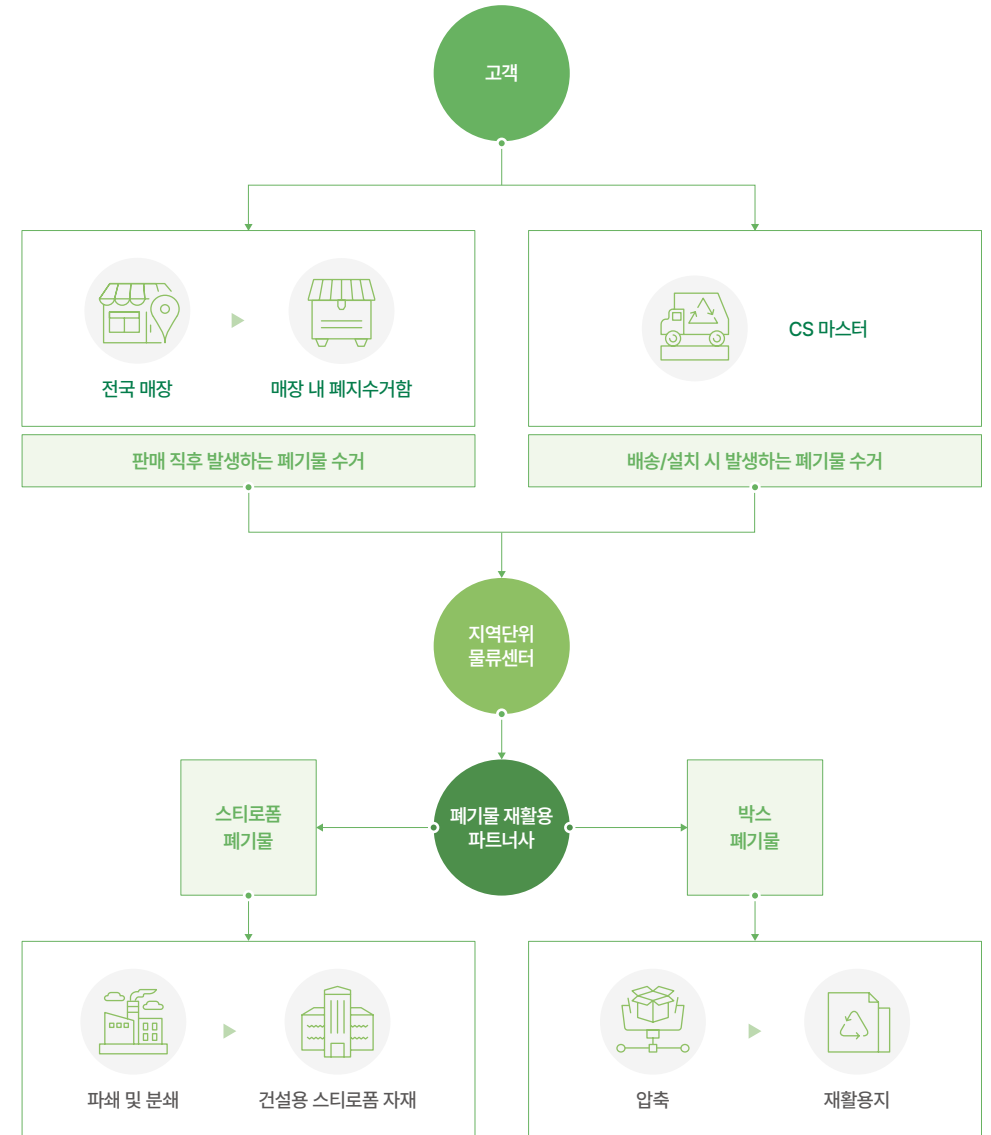 고객
전국 매장
매장 내 폐지수거함
CS 마스터
판매 직후 발생하는 폐기물 수거
배송/설치 시 발생하는 폐기물 수거
지역단위
물류센터
스티로폼
폐기물
폐기물 재활용
파트너사
박스
폐기물
파쇄 및 분쇄
건설용 스티로폼 자재
압축
재활용지